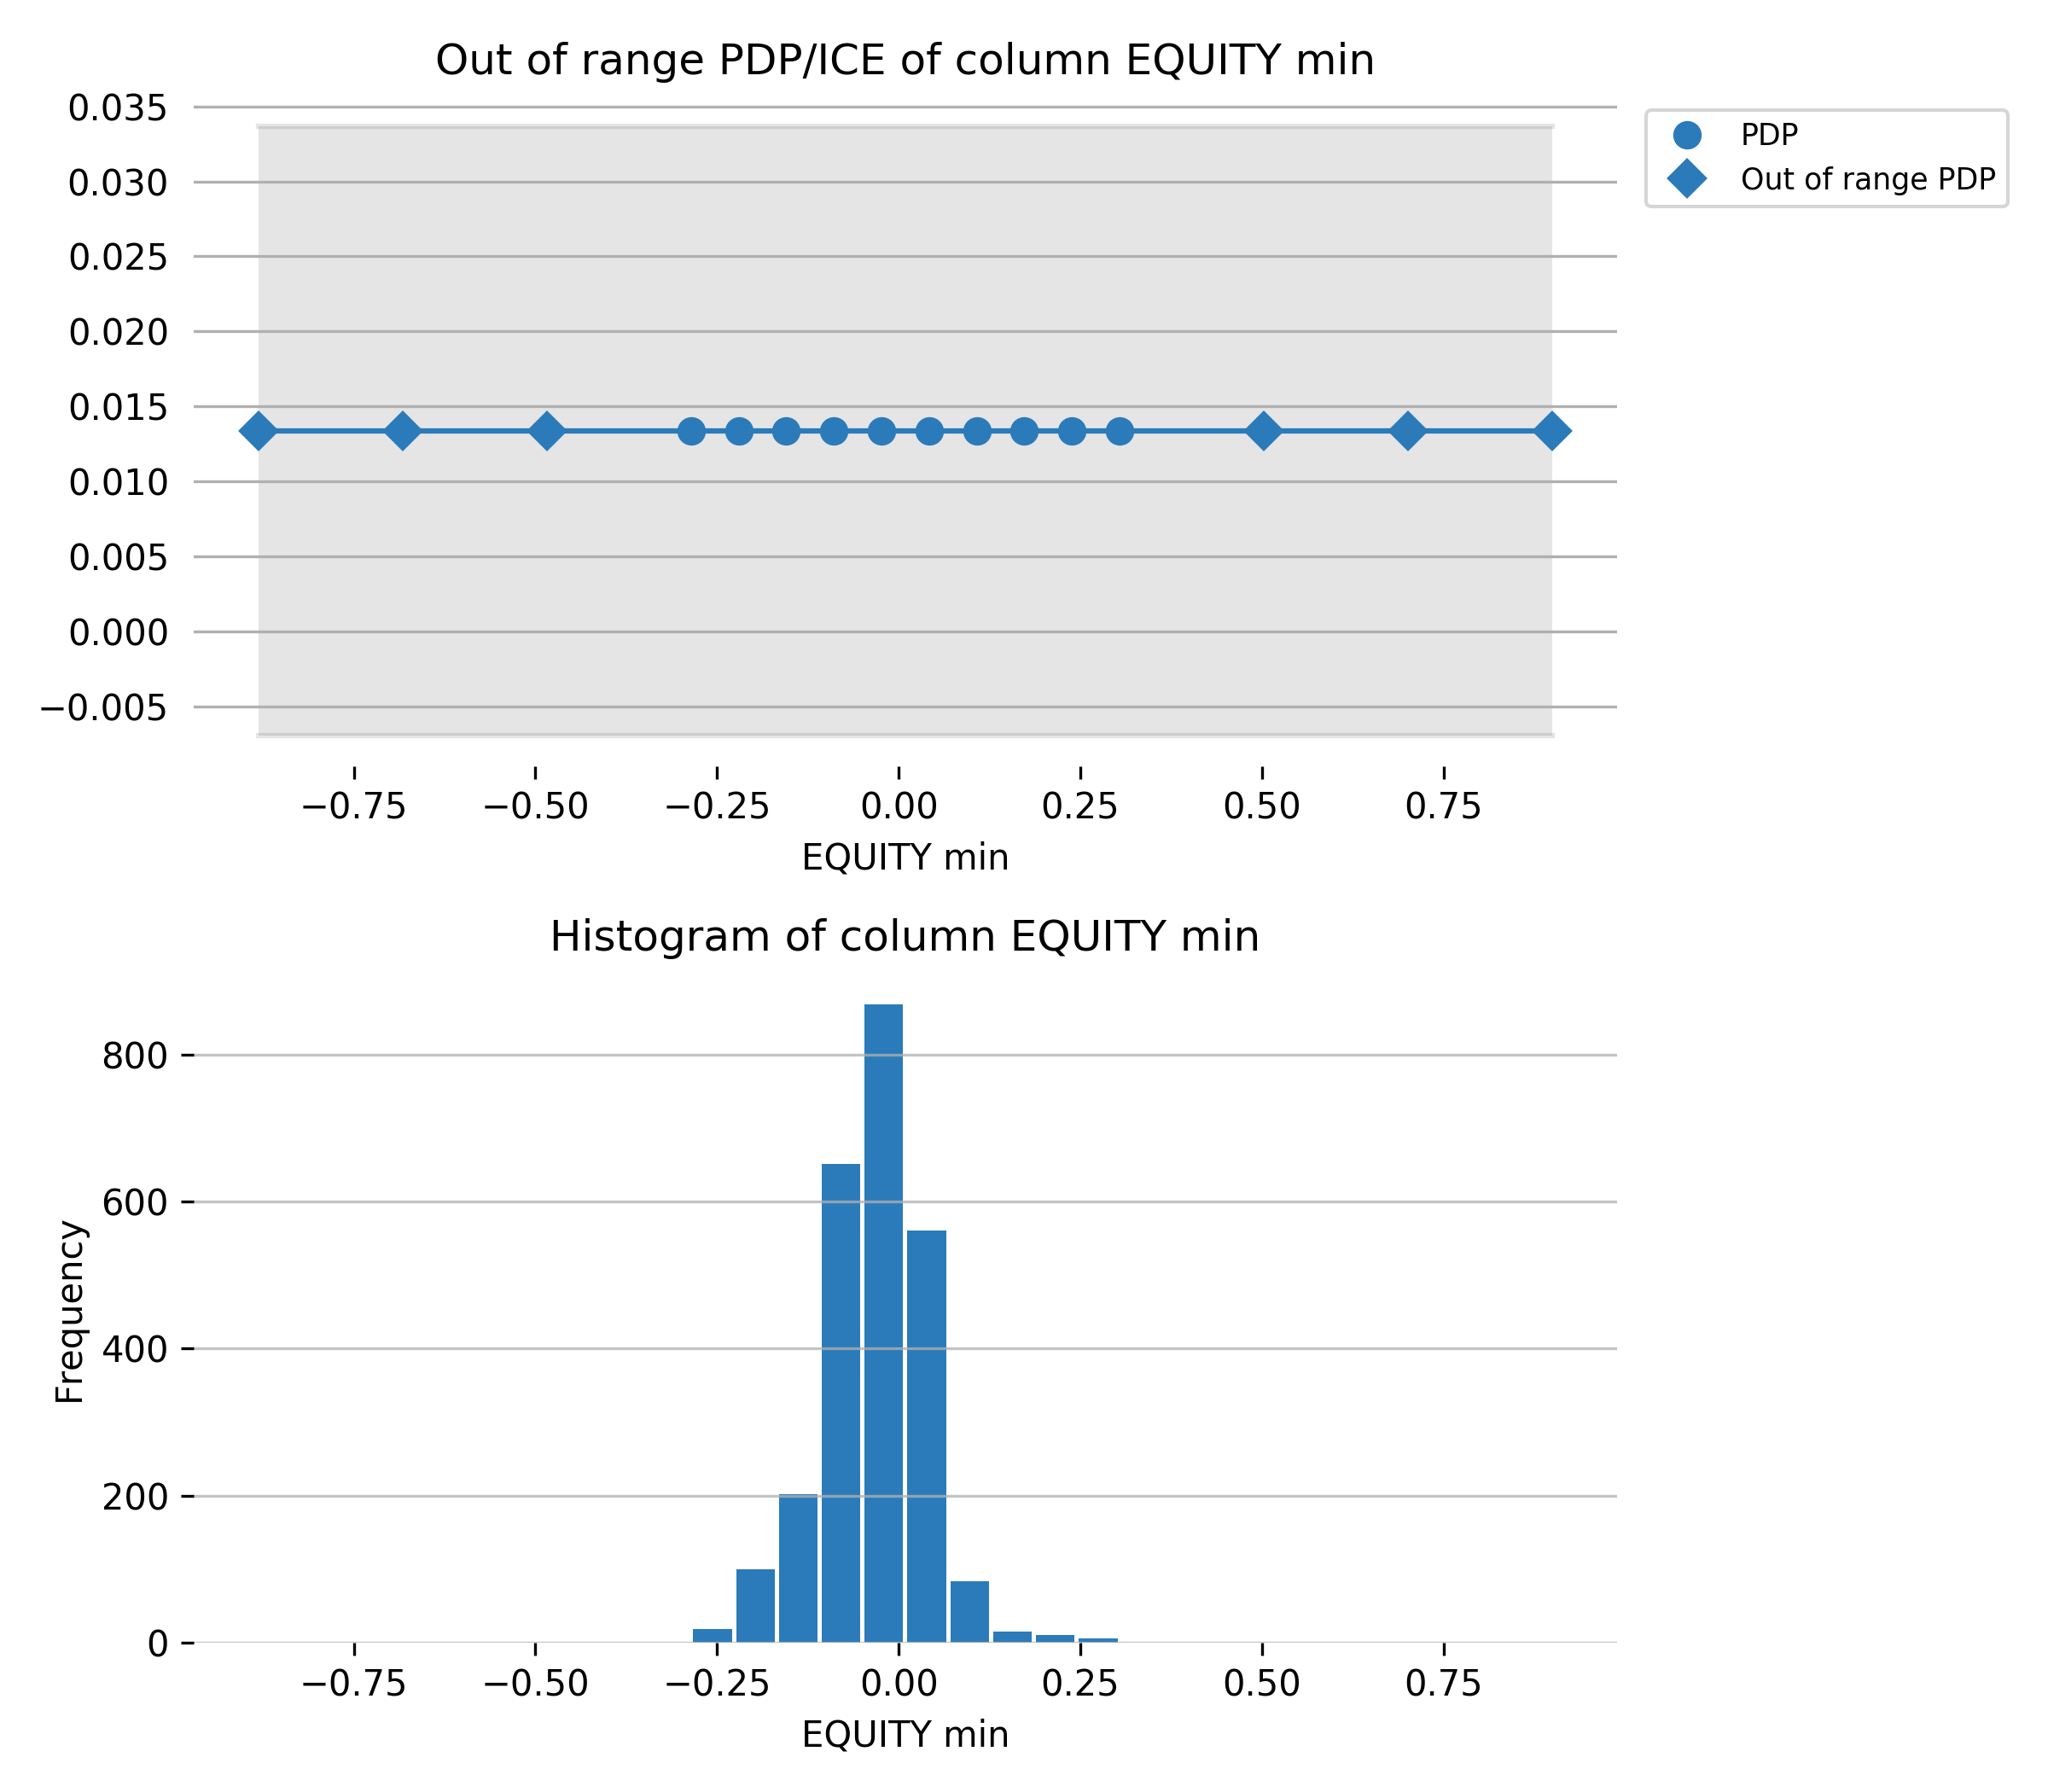 Out of range PDP/ICE of column EQUITY min
PDP
Out of range PDP
0.035
0.030
0.025
0.020
0.015
0.010
0.005
0.000
−0.005
−0.75 −0.50 −0.25 0.00 0.25 0.50 0.75
EQUITY min
Histogram of column EQUITY min
Frequency
800
600
400
200
0
−0.75 −0.50 −0.25 0.00 0.25 0.50 0.75
EQUITY min